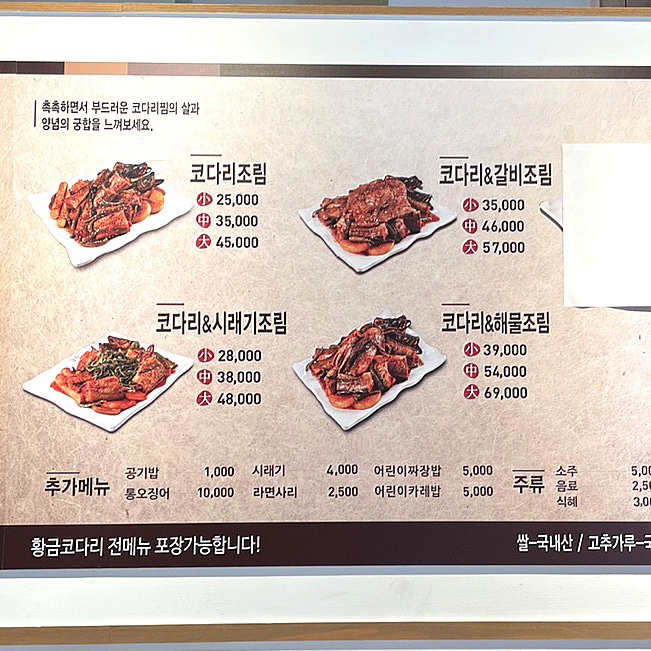 촉촉하면서 부드러운 코다리찜의 살과
양념의 궁합을 느껴보세요.
코다리조림
小 25,000
中 35,000
大 45,000
코다리&갈비조림
小 35,000
中 46,000
大 57,000
코다리&시래기조림
小 28,000
中 38,000
大 48,000
코다리&해물조림
小 39,000
中 54,000
大 69,000
추가메뉴
공기밥 1,000 시래기 4,000 어린이짜장밥 5,000
통오징어 10,000 라면사리 2,500 어린이카레밥 5,000
주류
소주
음료
식혜
황금코다리 전메뉴 포장가능합니다!
쌀-국내산 / 고추가루-국